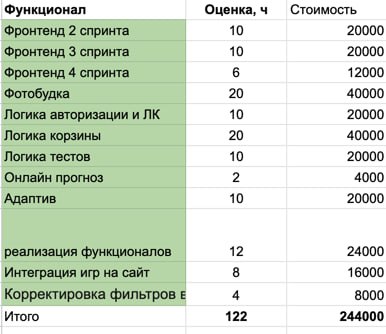 Функционал Оценка, ч Стоимость
Фронтенд 2 спринта 10 20000
Фронтенд 3 спринта 10 20000
Фронтенд 4 спринта 6 12000
Фотобудка 20 40000
Логика авторизации и ЛК 10 20000
Логика корзины 20 40000
Логика тестов 10 20000
Онлайн прогноз 2 4000
Адаптив 10 20000
реализация функционалов 12 24000
Интеграция игр на сайт 8 16000
Корректировка фильтров в 4 8000
Итого 122 244000